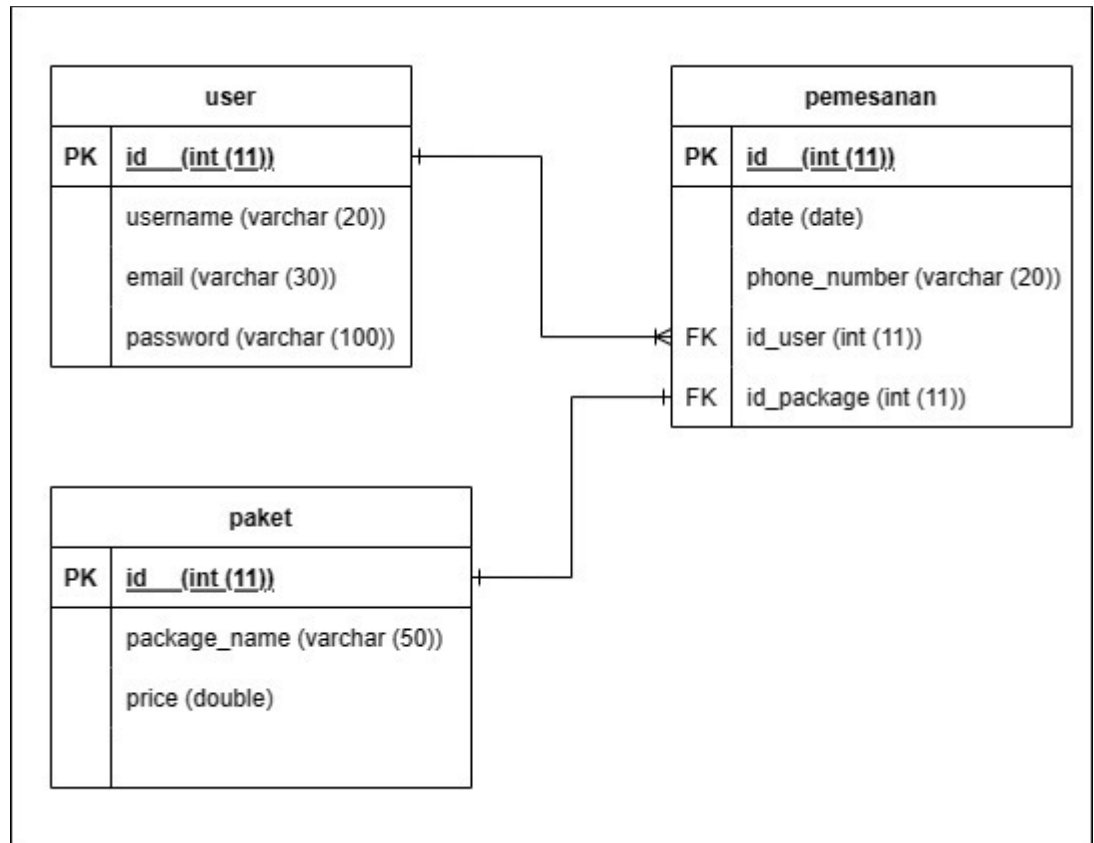 user
PK id (int (11))
username (varchar (20))
email (varchar (30))
password (varchar (100))
pemesanan
PK id (int (11))
date (date)
phone_number (varchar (20))
FK id_user (int (11))
FK id_package (int (11))
paket
PK id (int (11))
package_name (varchar (50))
price (double)